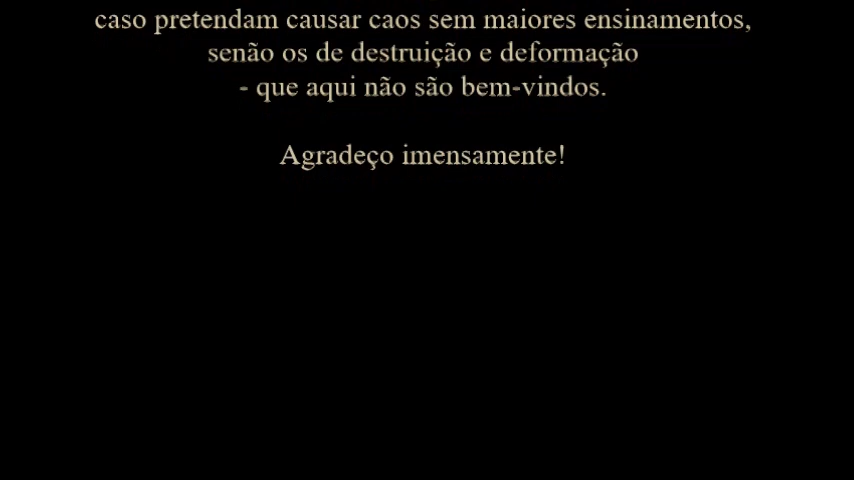 caso pretendam causar caos sem maiores ensinamentos,
senão os de destruição e deformação
- que aqui não são bem-vindos.
Agradeço imensamente!